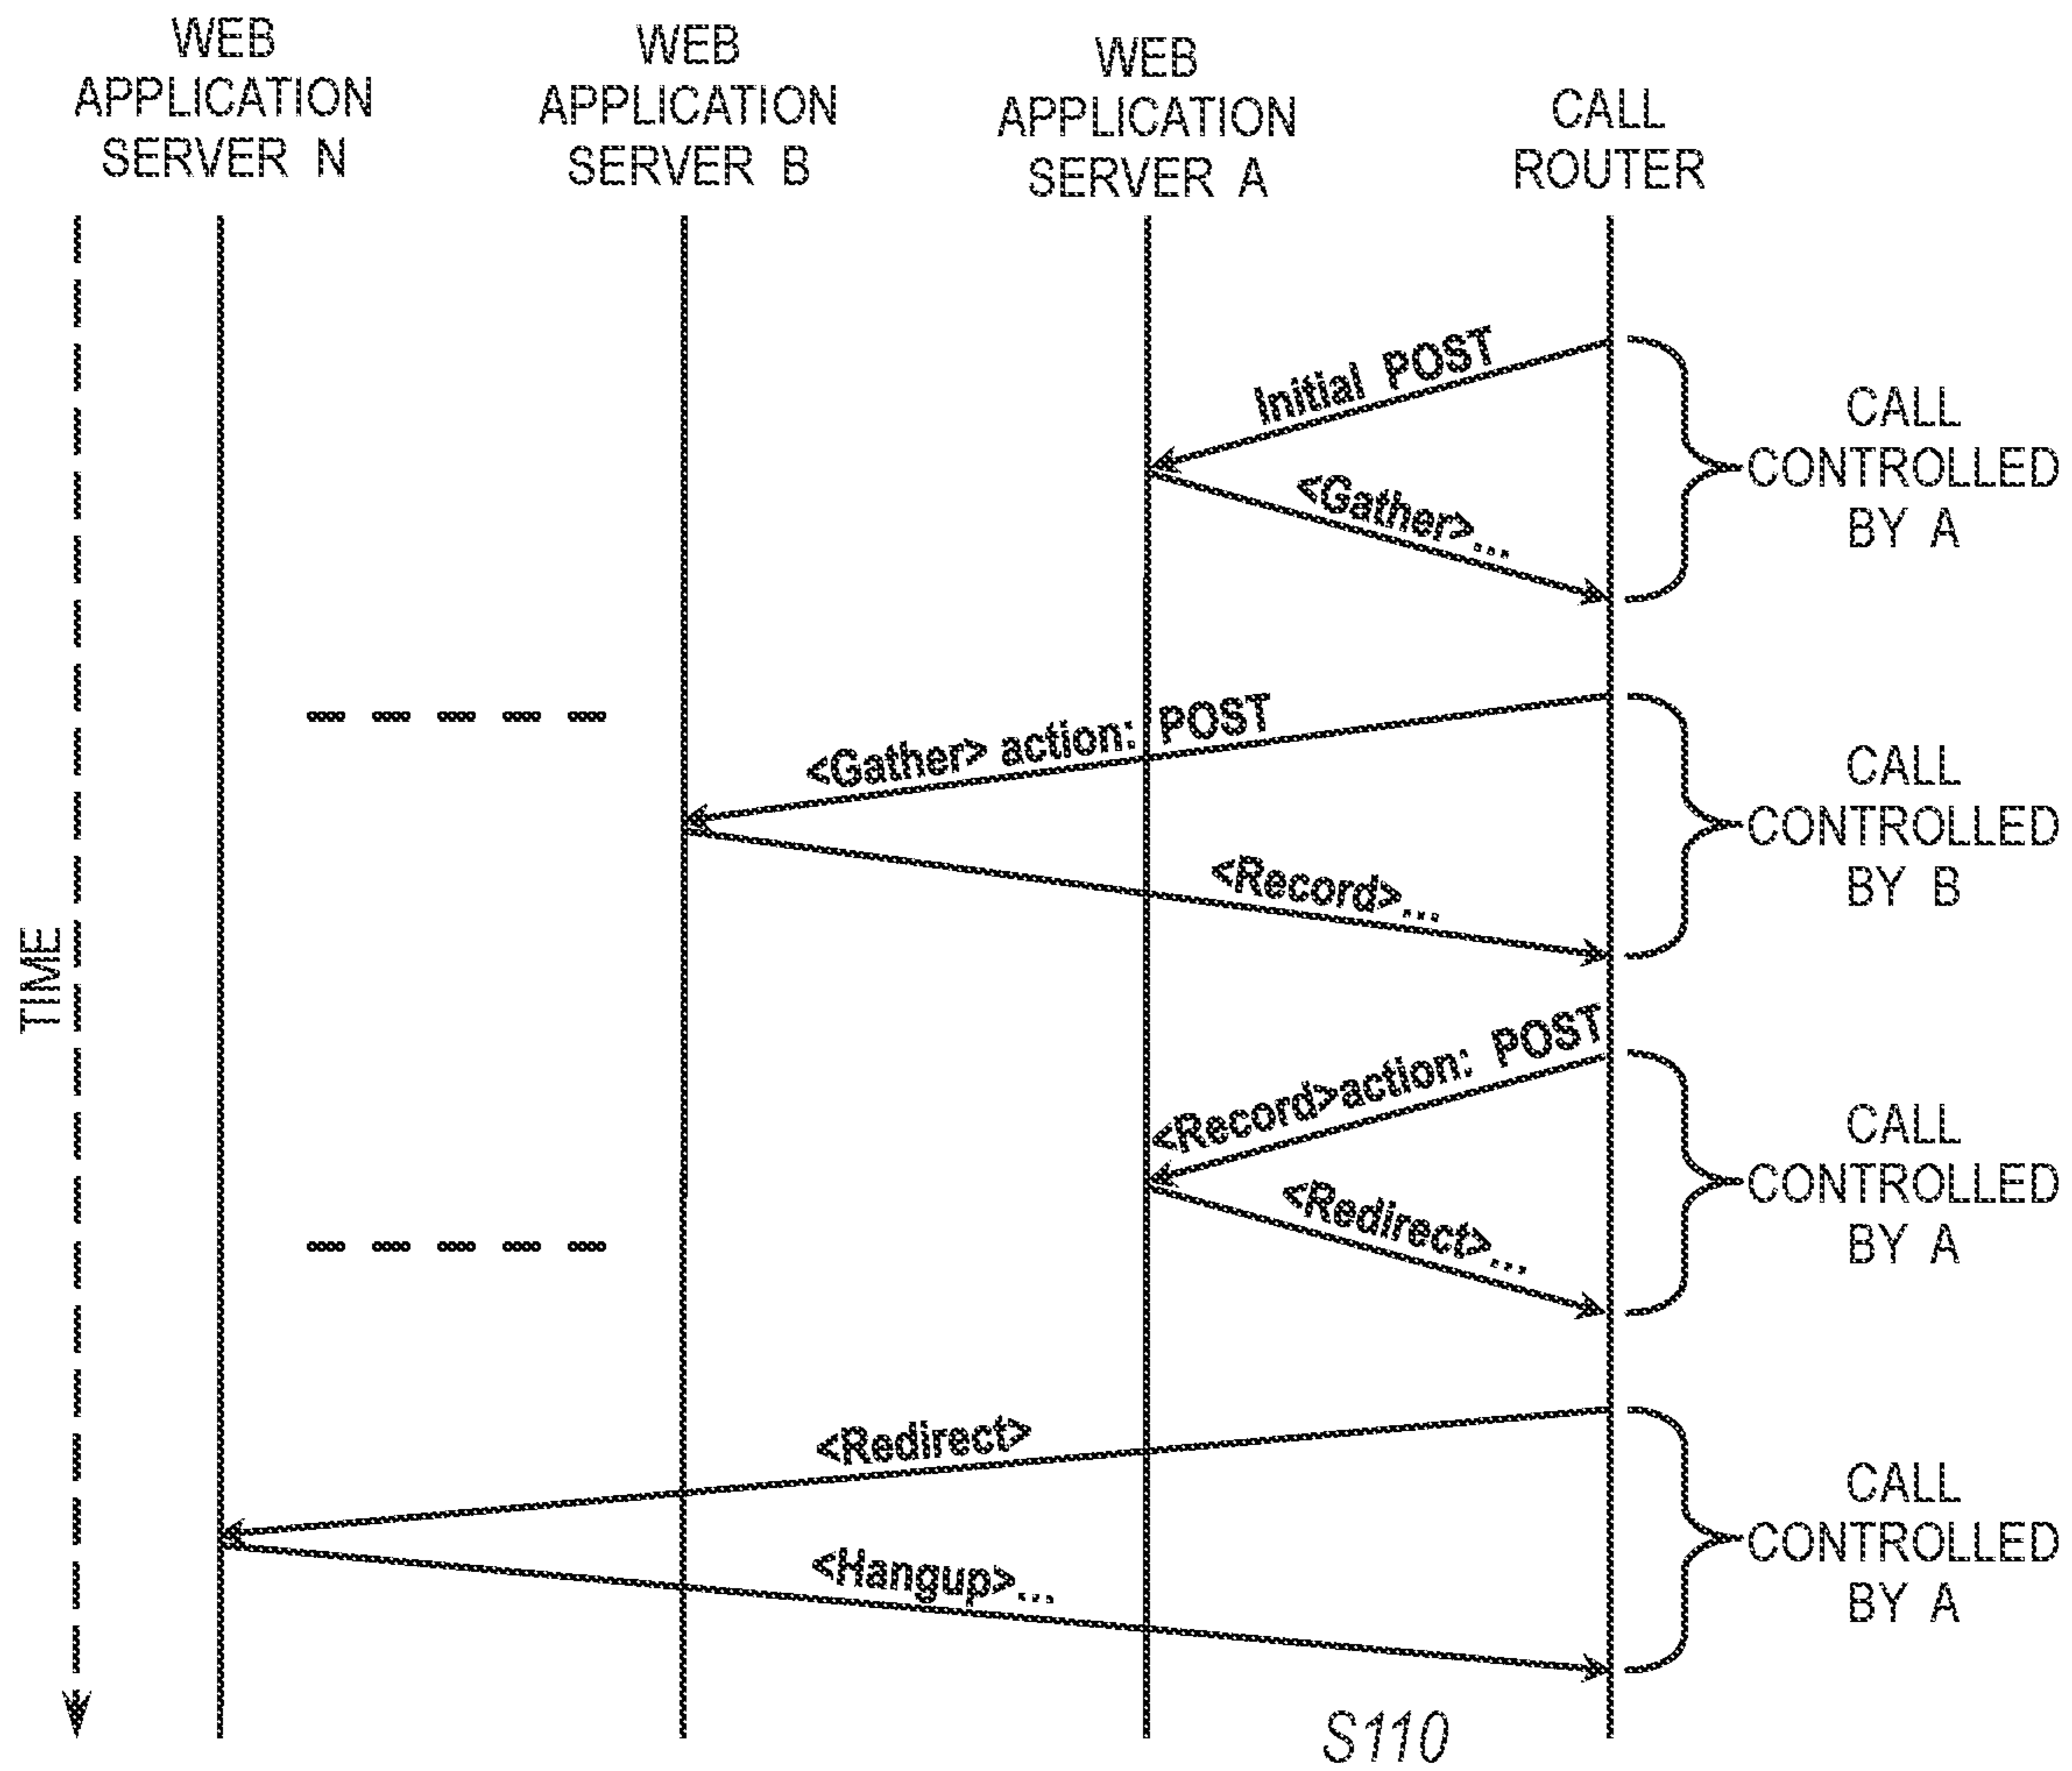 WEB
APPLICATION
SERVER N
WEB
APPLICATION
SERVER B
WEB
APPLICATION
SERVER A
CALL
ROUTER
Initial POST
<Gather>...
CALL
CONTROLLED
BY A
<Gather> action: POST
<Record>...
CALL
CONTROLLED
BY B
TIME
<Record>action: POST
<Redirect>...
CALL
CONTROLLED
BY A
<Redirect>
<Hangup>...
CALL
CONTROLLED
BY A
S110